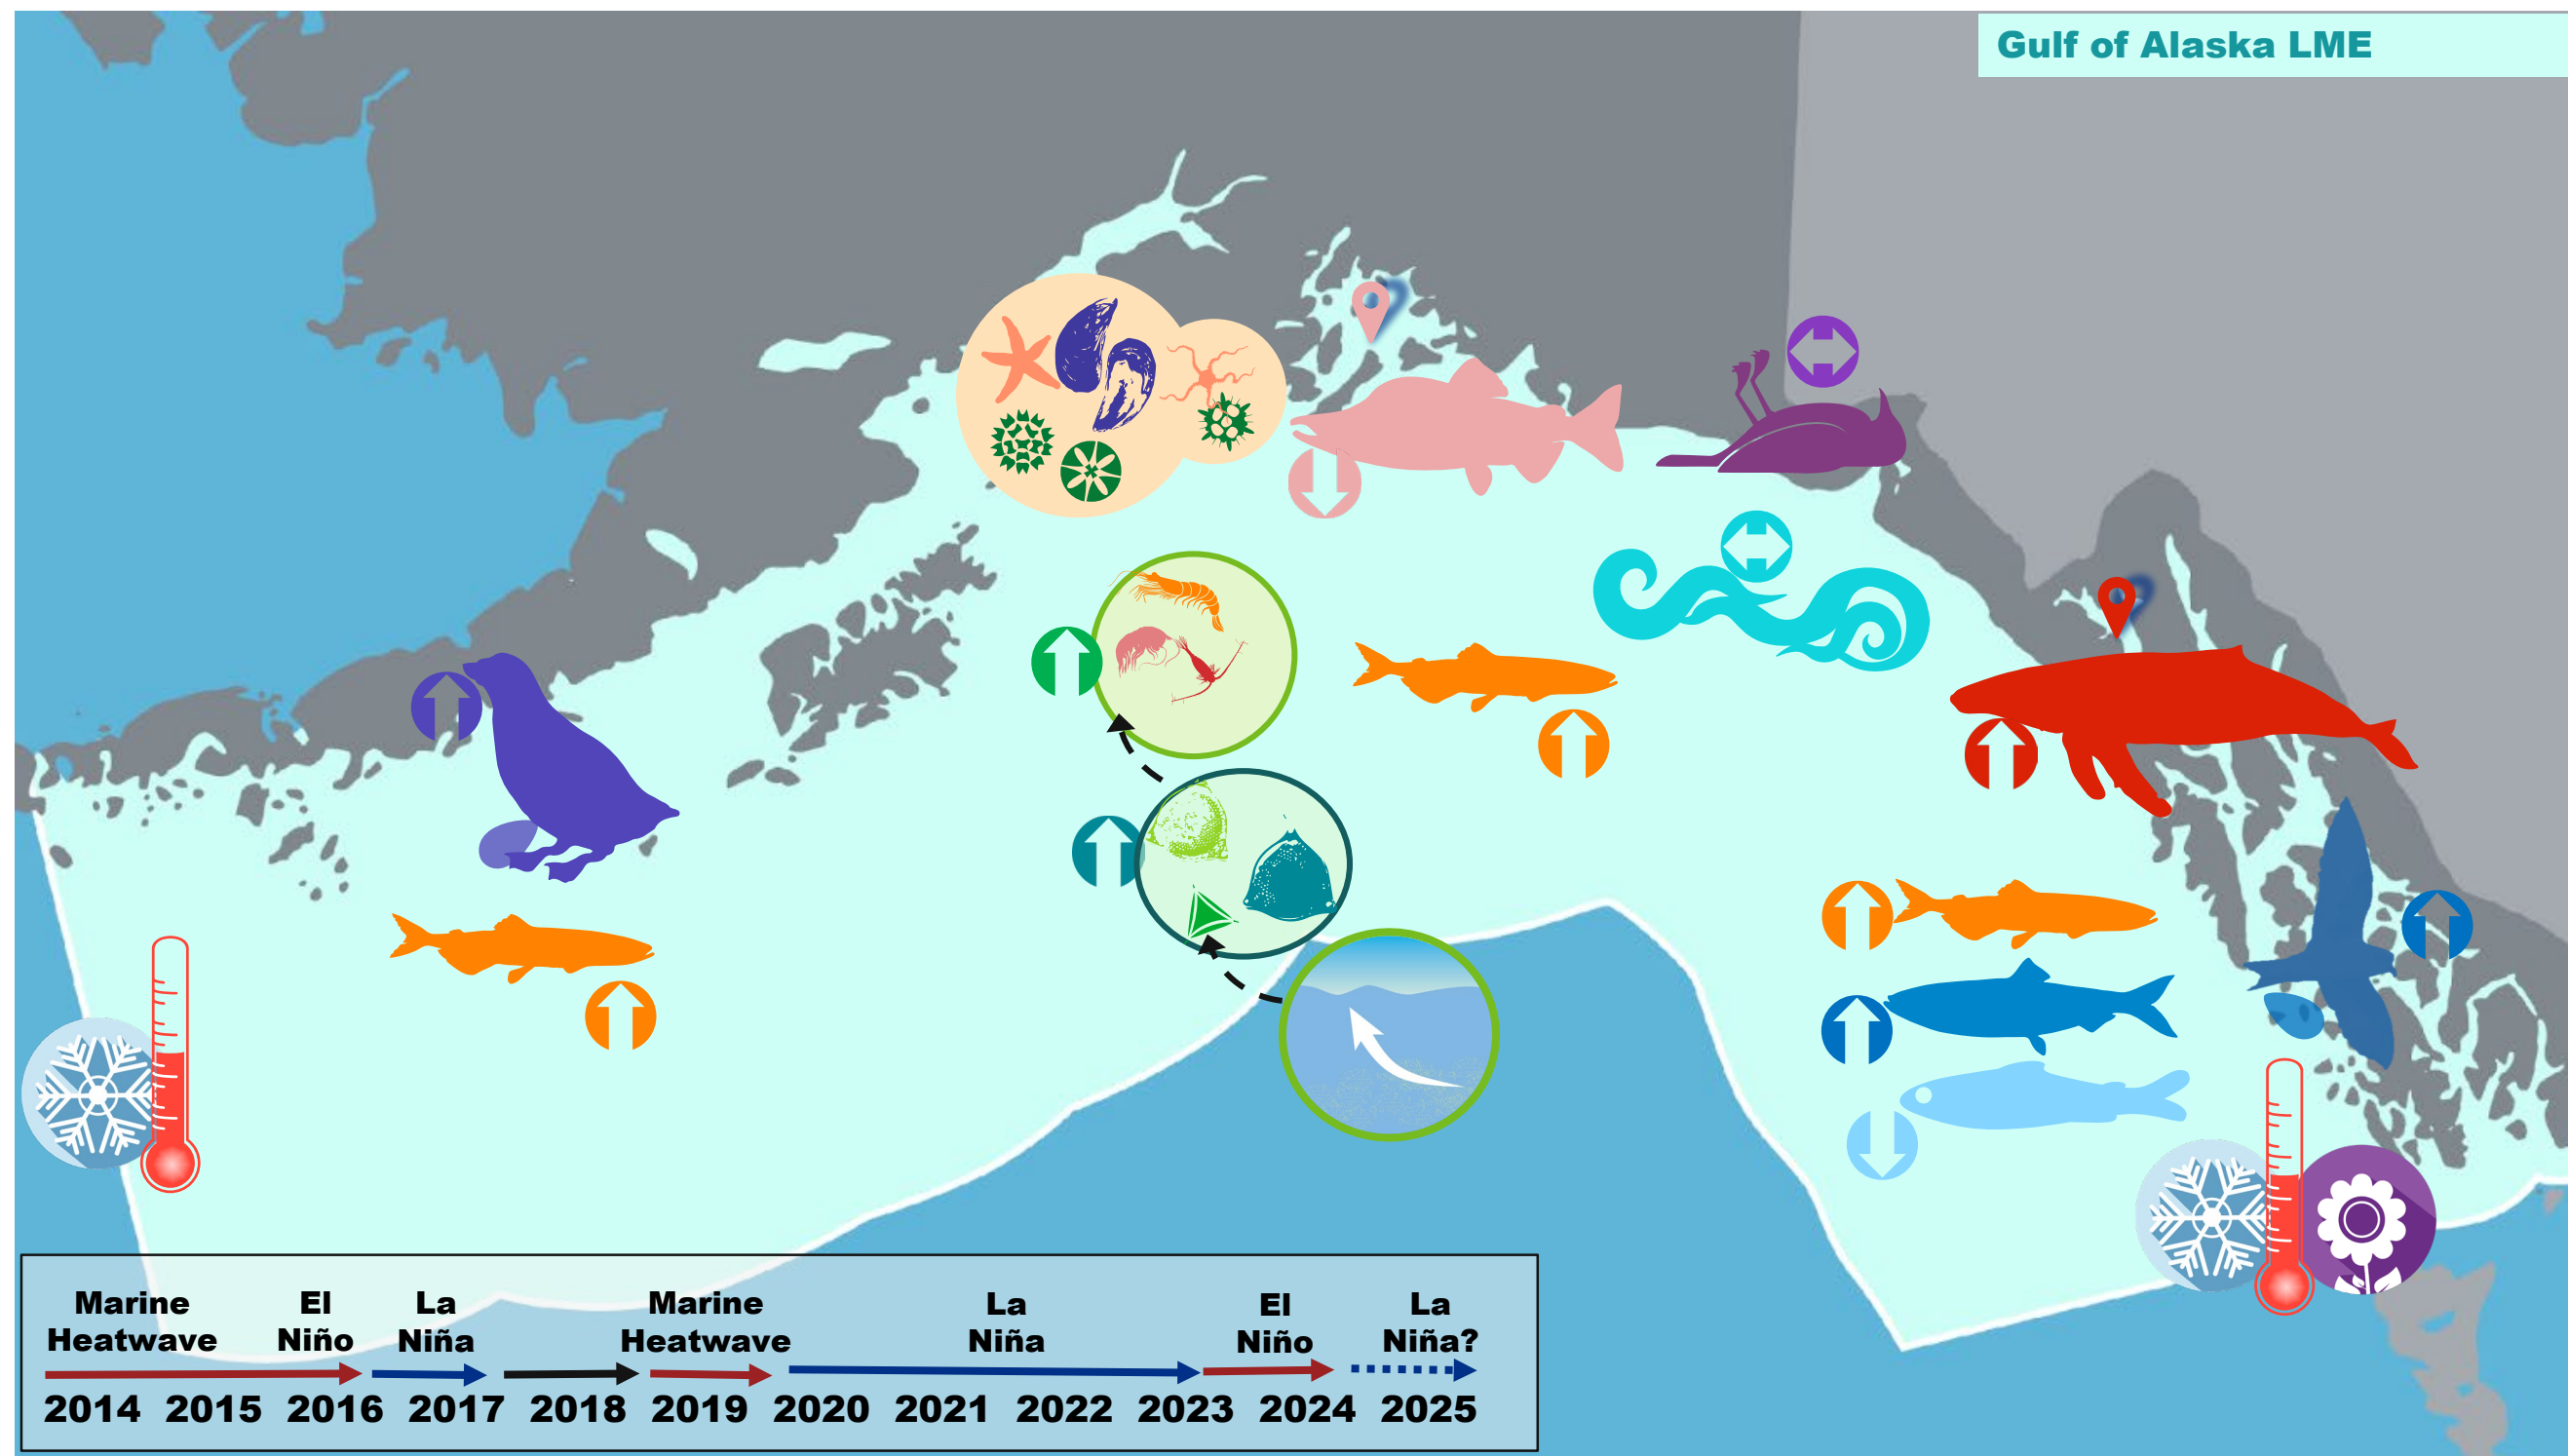 Gulf of Alaska LME
Marine
Heatwave
El
Niño
La
Niña
Marine
Heatwave
La
Niña
El
Niño
La
Niña?
2014 2015 2016 2017 2018 2019 2020 2021 2022 2023 2024 2025